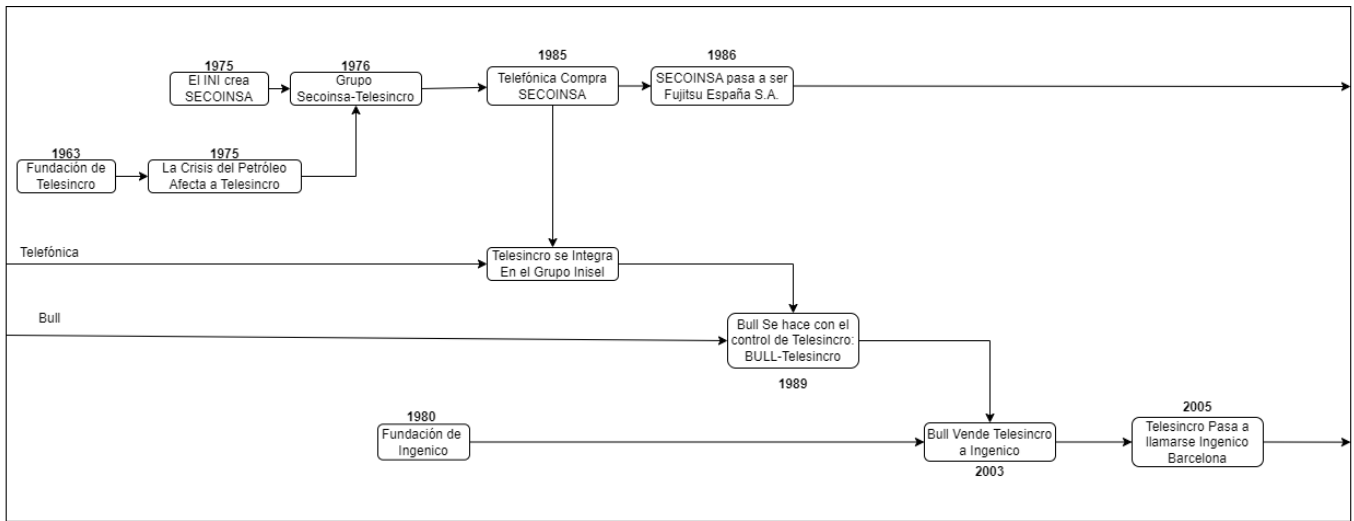 1975
El INI crea
SECOINSA
1976
Grupo
Secoinsa-Telesincro
1985
Telefónica Compra
SECOINSA
1986
SECOINSA pasa a ser
Fujitsu España S.A.
1963
Fundación de
Telesincro
1975
La Crisis del Petróleo
Afecta a Telesincro
Telefónica
Telesincro se Integra
En el Grupo Inisel
Bull
Bull Se hace con el
control de Telesincro:
BULL-Telesincro
1989
1980
Fundación de
Ingenico
Bull Vende Telesincro
a Ingenico
2003
2005
Telesincro Pasa a
llamarse Ingenico
Barcelona